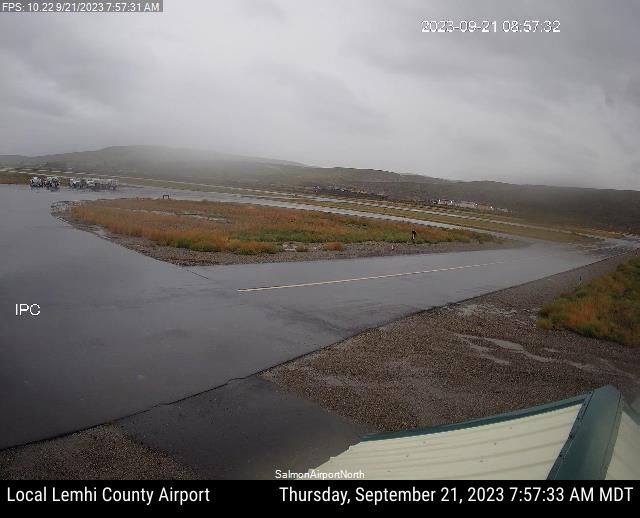 FPS: 10.22 9/21/2023 7:57:31 AM
2023-09-21 08:57:32
IPC
SalmonAirportNorth
Local Lemhi County Airport Thursday, September 21, 2023 7:57:33 AM MDT